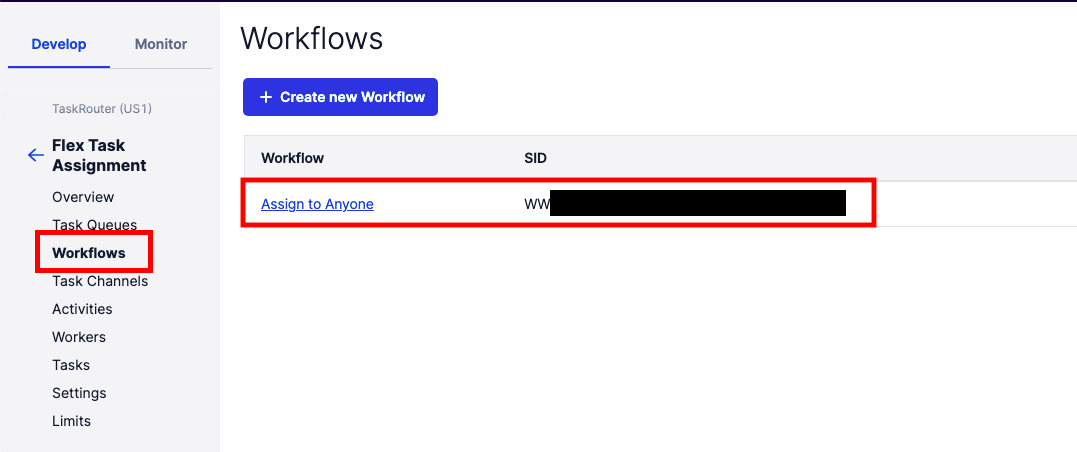 Develop
Monitor
TaskRouter (US1)
Flex Task
Assignment
Overview
Task Queues
Workflows
Task Channels
Activities
Workers
Tasks
Settings
Limits
Workflows
+ Create new Workflow
Workflow SID
Assign to Anyone WW